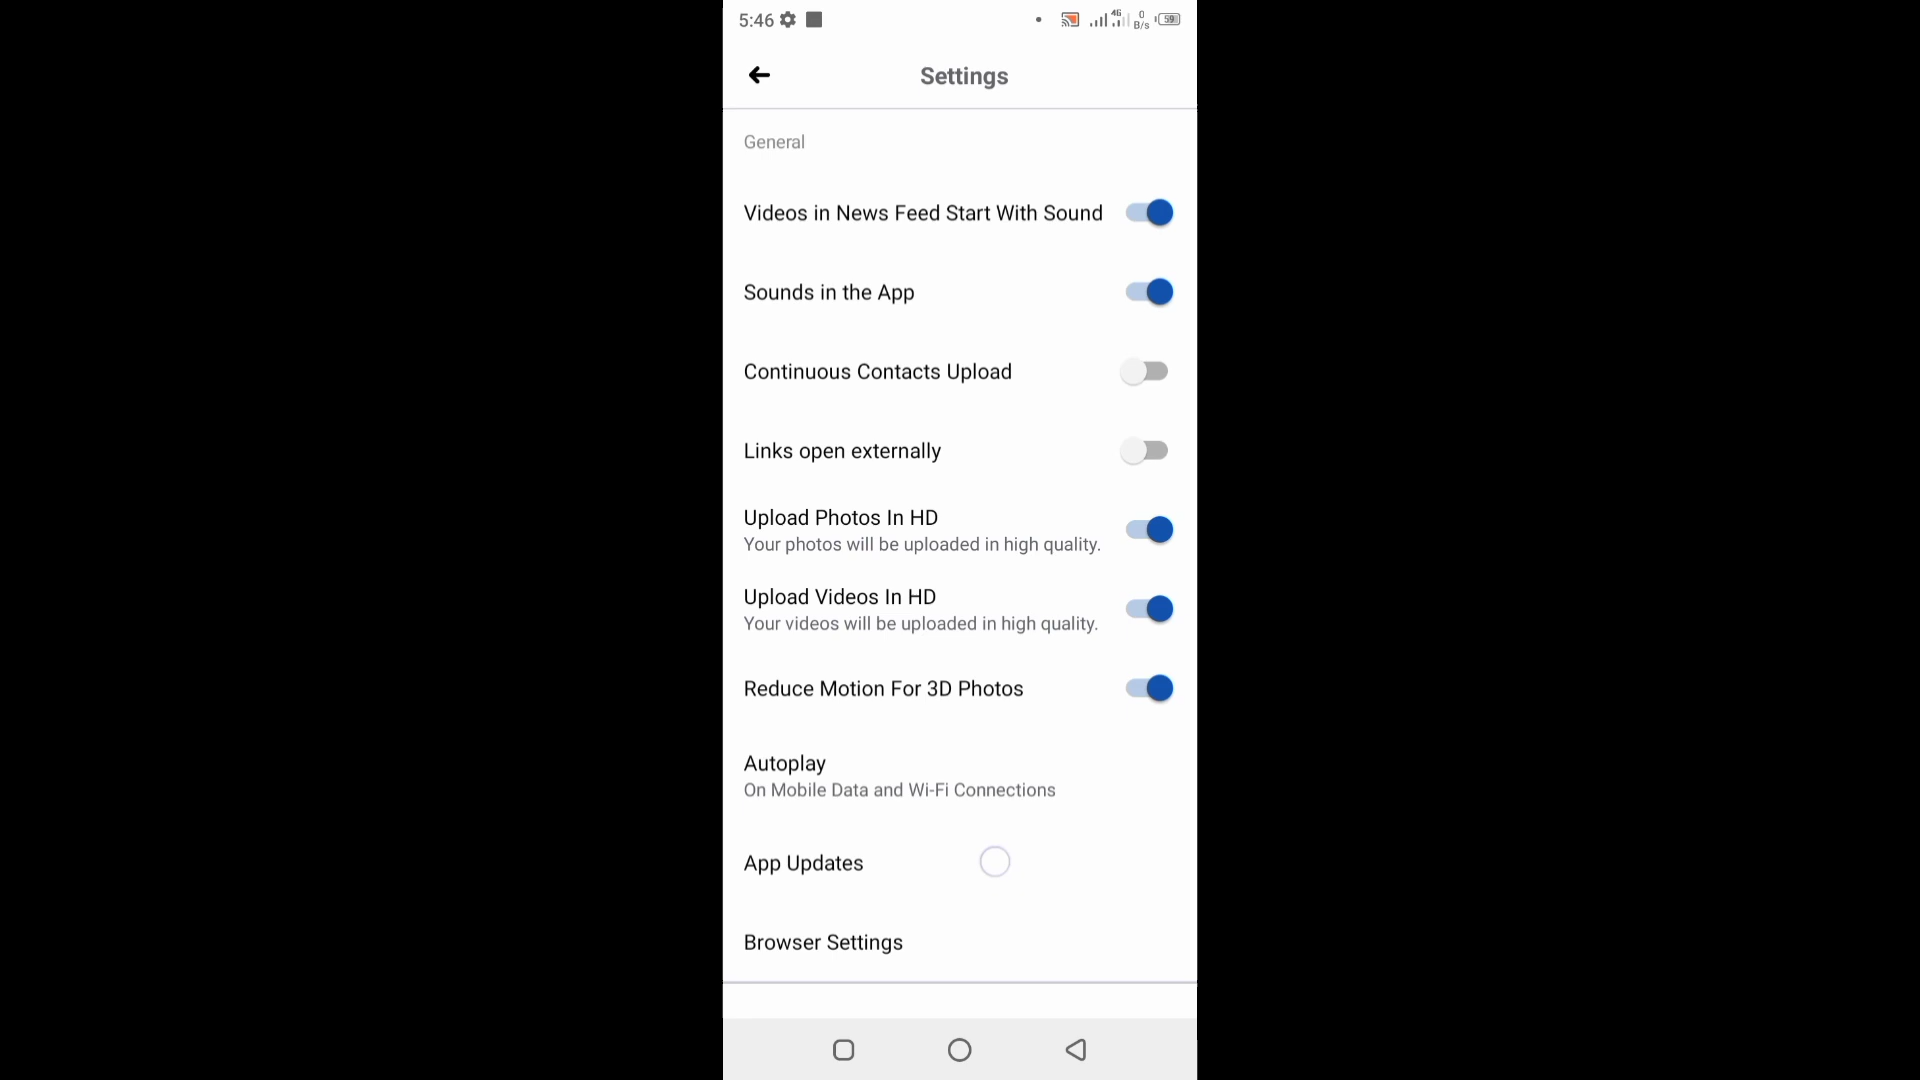 5:46
4G
0
B/s
59
Settings
General
Videos in News Feed Start With Sound
Sounds in the App
Continuous Contacts Upload
Links open externally
Upload Photos In HD
Your photos will be uploaded in high quality.
Upload Videos In HD
Your videos will be uploaded in high quality.
Reduce Motion For 3D Photos
Autoplay
On Mobile Data and Wi-Fi Connections
App Updates
Browser Settings